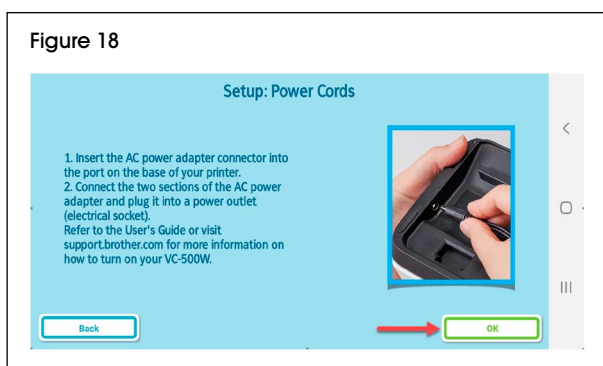 Figure 18
Setup: Power Cords
1. Insert the AC power adapter connector into
the port on the base of your printer.
2. Connect the two sections of the AC power
adapter and plug it into a power outlet
(electrical socket).
Refer to the User's Guide or visit
support.brother.com for more information on
how to turn on your VC-500W.
Back
OK